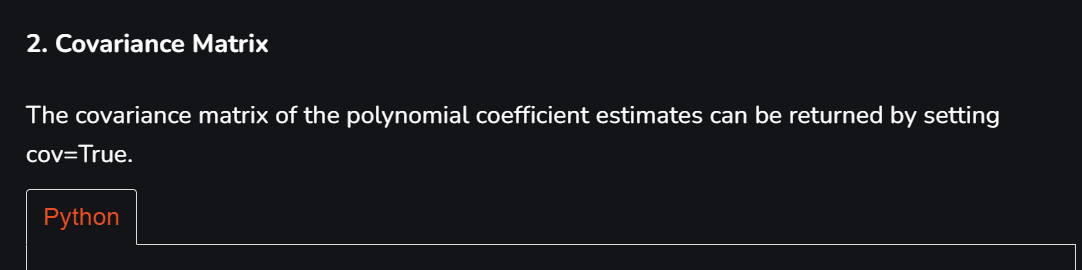 2. Covariance Matrix
The covariance matrix of the polynomial coefficient estimates can be returned by setting
cov=True.
Python